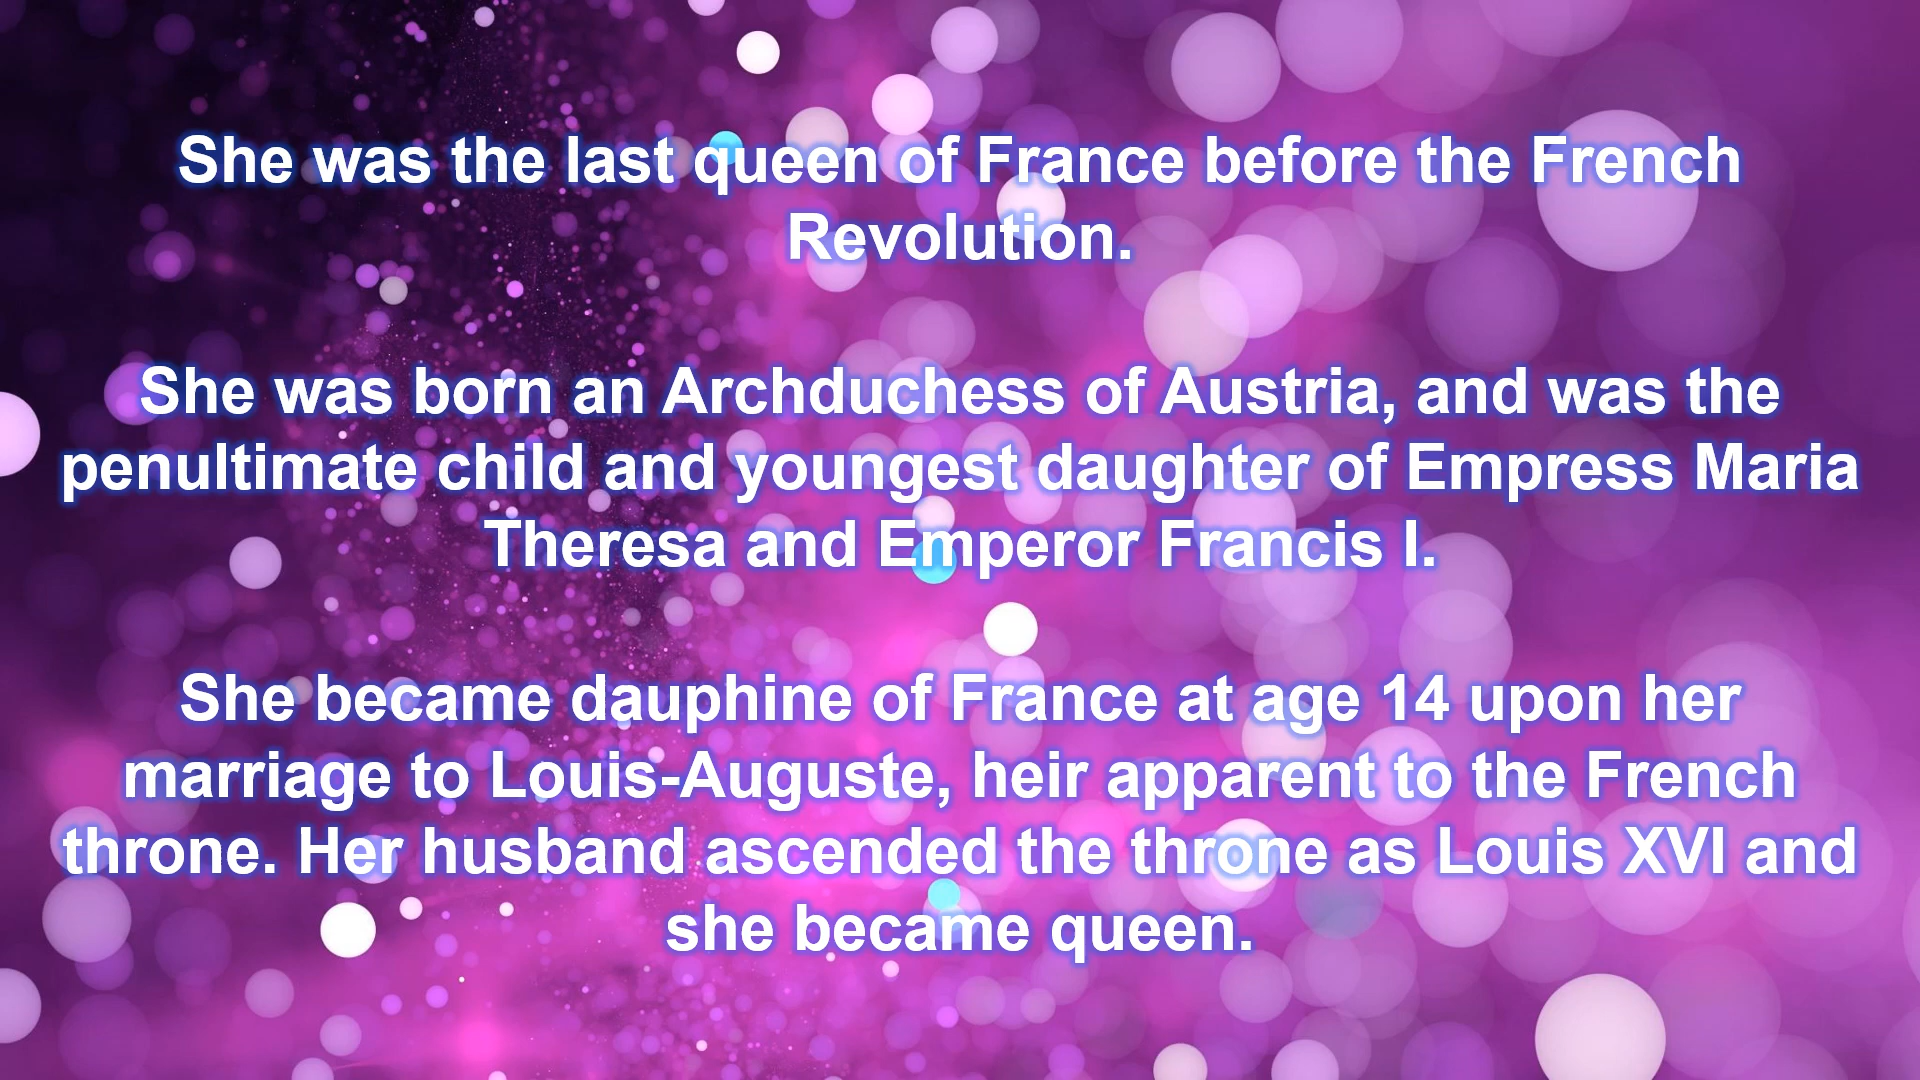 She was the last queen of France before the French
Revolution.
She was born an Archduchess of Austria, and was the
penultimate child and youngest daughter of Empress Maria
Theresa and Emperor Francis I.
She became dauphine of France at age 14 upon her
marriage to Louis-Auguste, heir apparent to the French
throne. Her husband ascended the throne as Louis XVI and
she became queen.